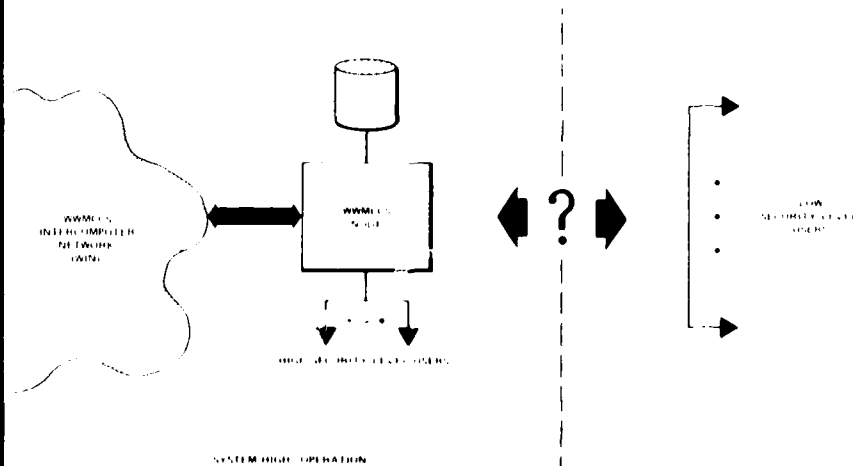 WWMCCS
INTERCOMPUTER
NETWORK
(WIN)
WWMCCS
NODE
HIGH SECURITY LEVEL USERS
?
LOW
SECURITY LEVEL
USERS
SYSTEM HIGH OPERATION